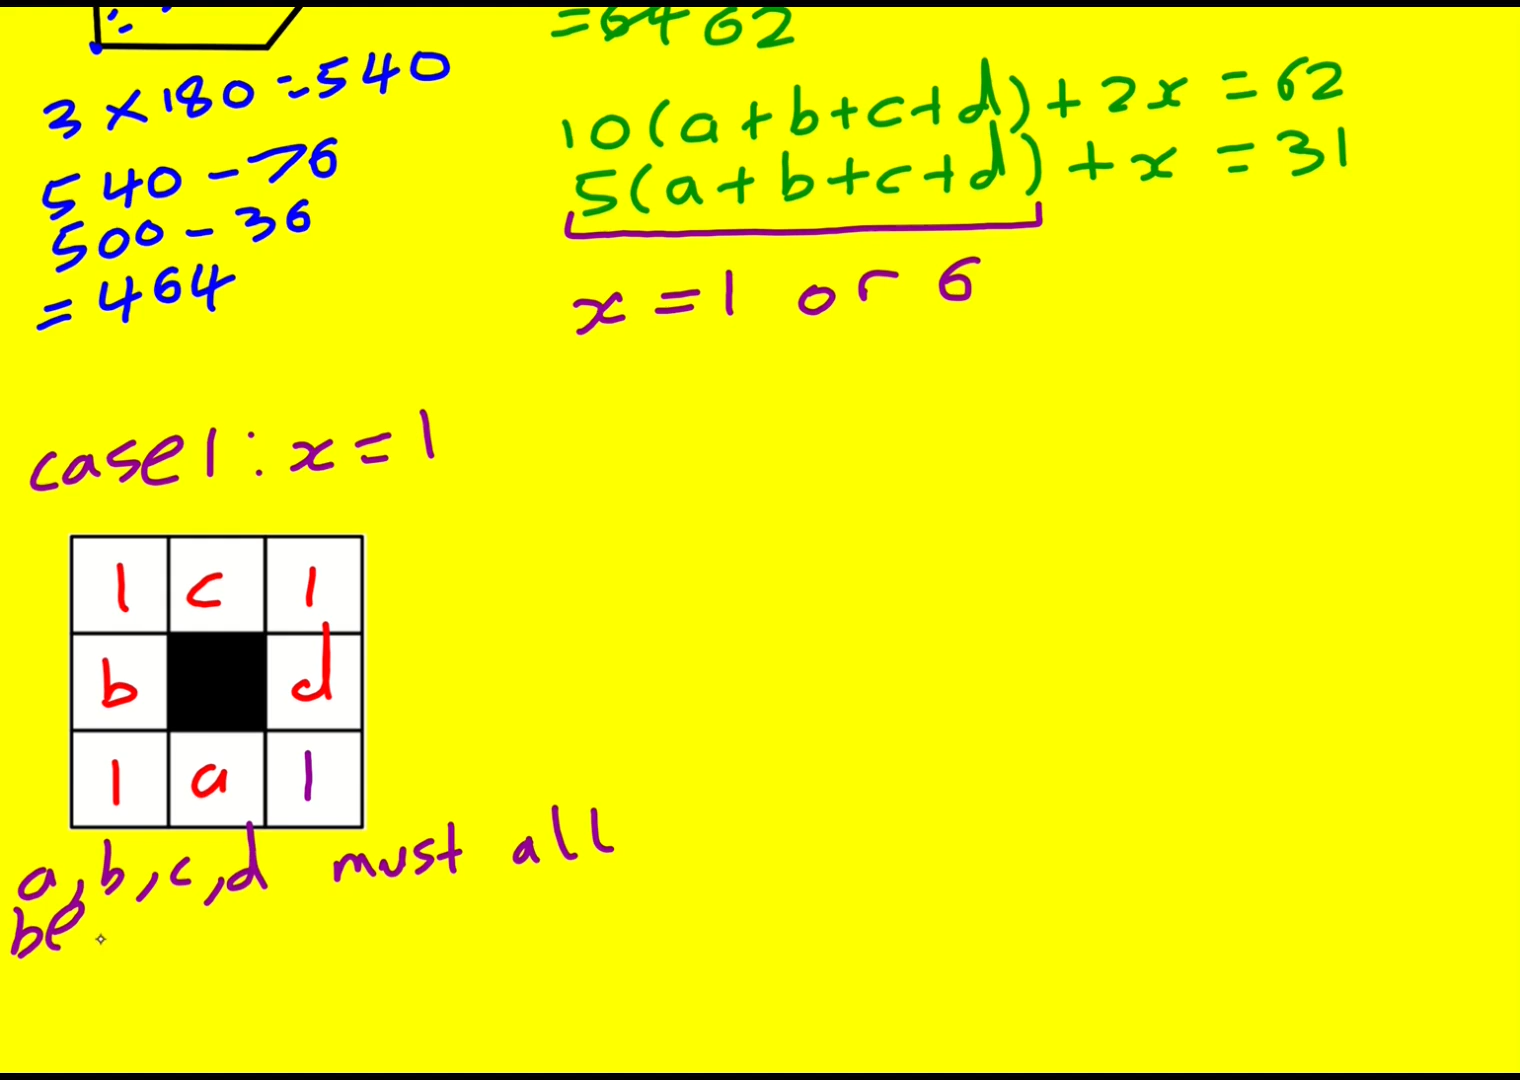 3 × 180 = 540
540 - 76
500 - 36
= 464
62
10(a+b+c+d) + 2x = 62
5(a+b+c+d) + x = 31
x = 1 or 6
case 1: x = 1
1 c 1
b d
1 a 1
a, b, c, d must all
be